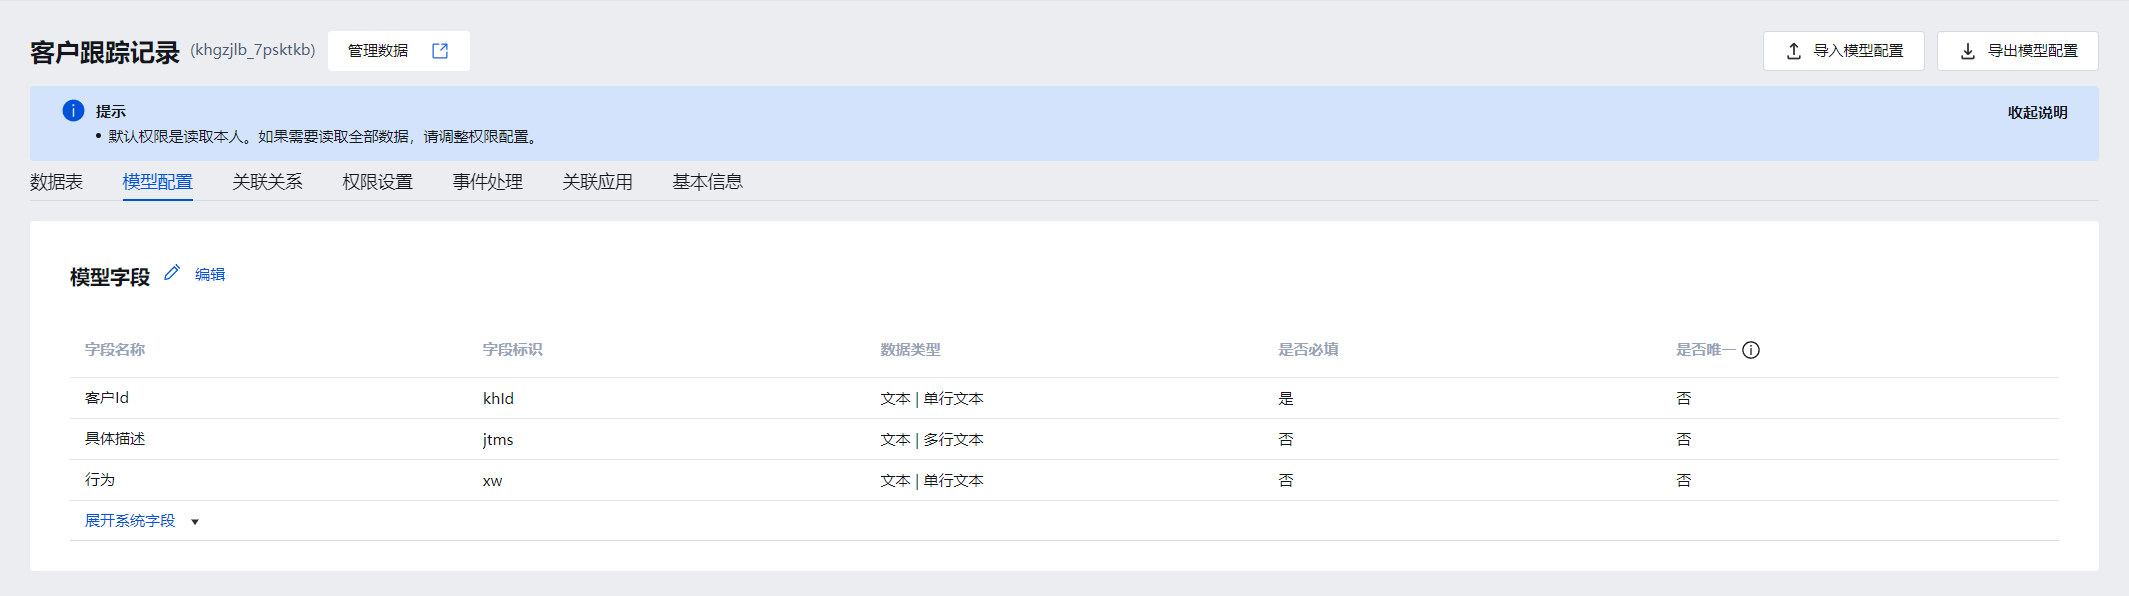 客户跟踪记录 (khgzjlb_7psktkb) 管理数据 导入模型配置 导出模型配置
提示 收起说明
• 默认权限是读取本人。如果需要读取全部数据，请调整权限配置。
数据表 模型配置 关联关系 权限设置 事件处理 关联应用 基本信息
模型字段 编辑
字段名称 字段标识 数据类型 是否必填 是否唯一
客户Id khId 文本 | 单行文本 是 否
具体描述 jtms 文本 | 多行文本 否 否
行为 xw 文本 | 单行文本 否 否
展开系统字段